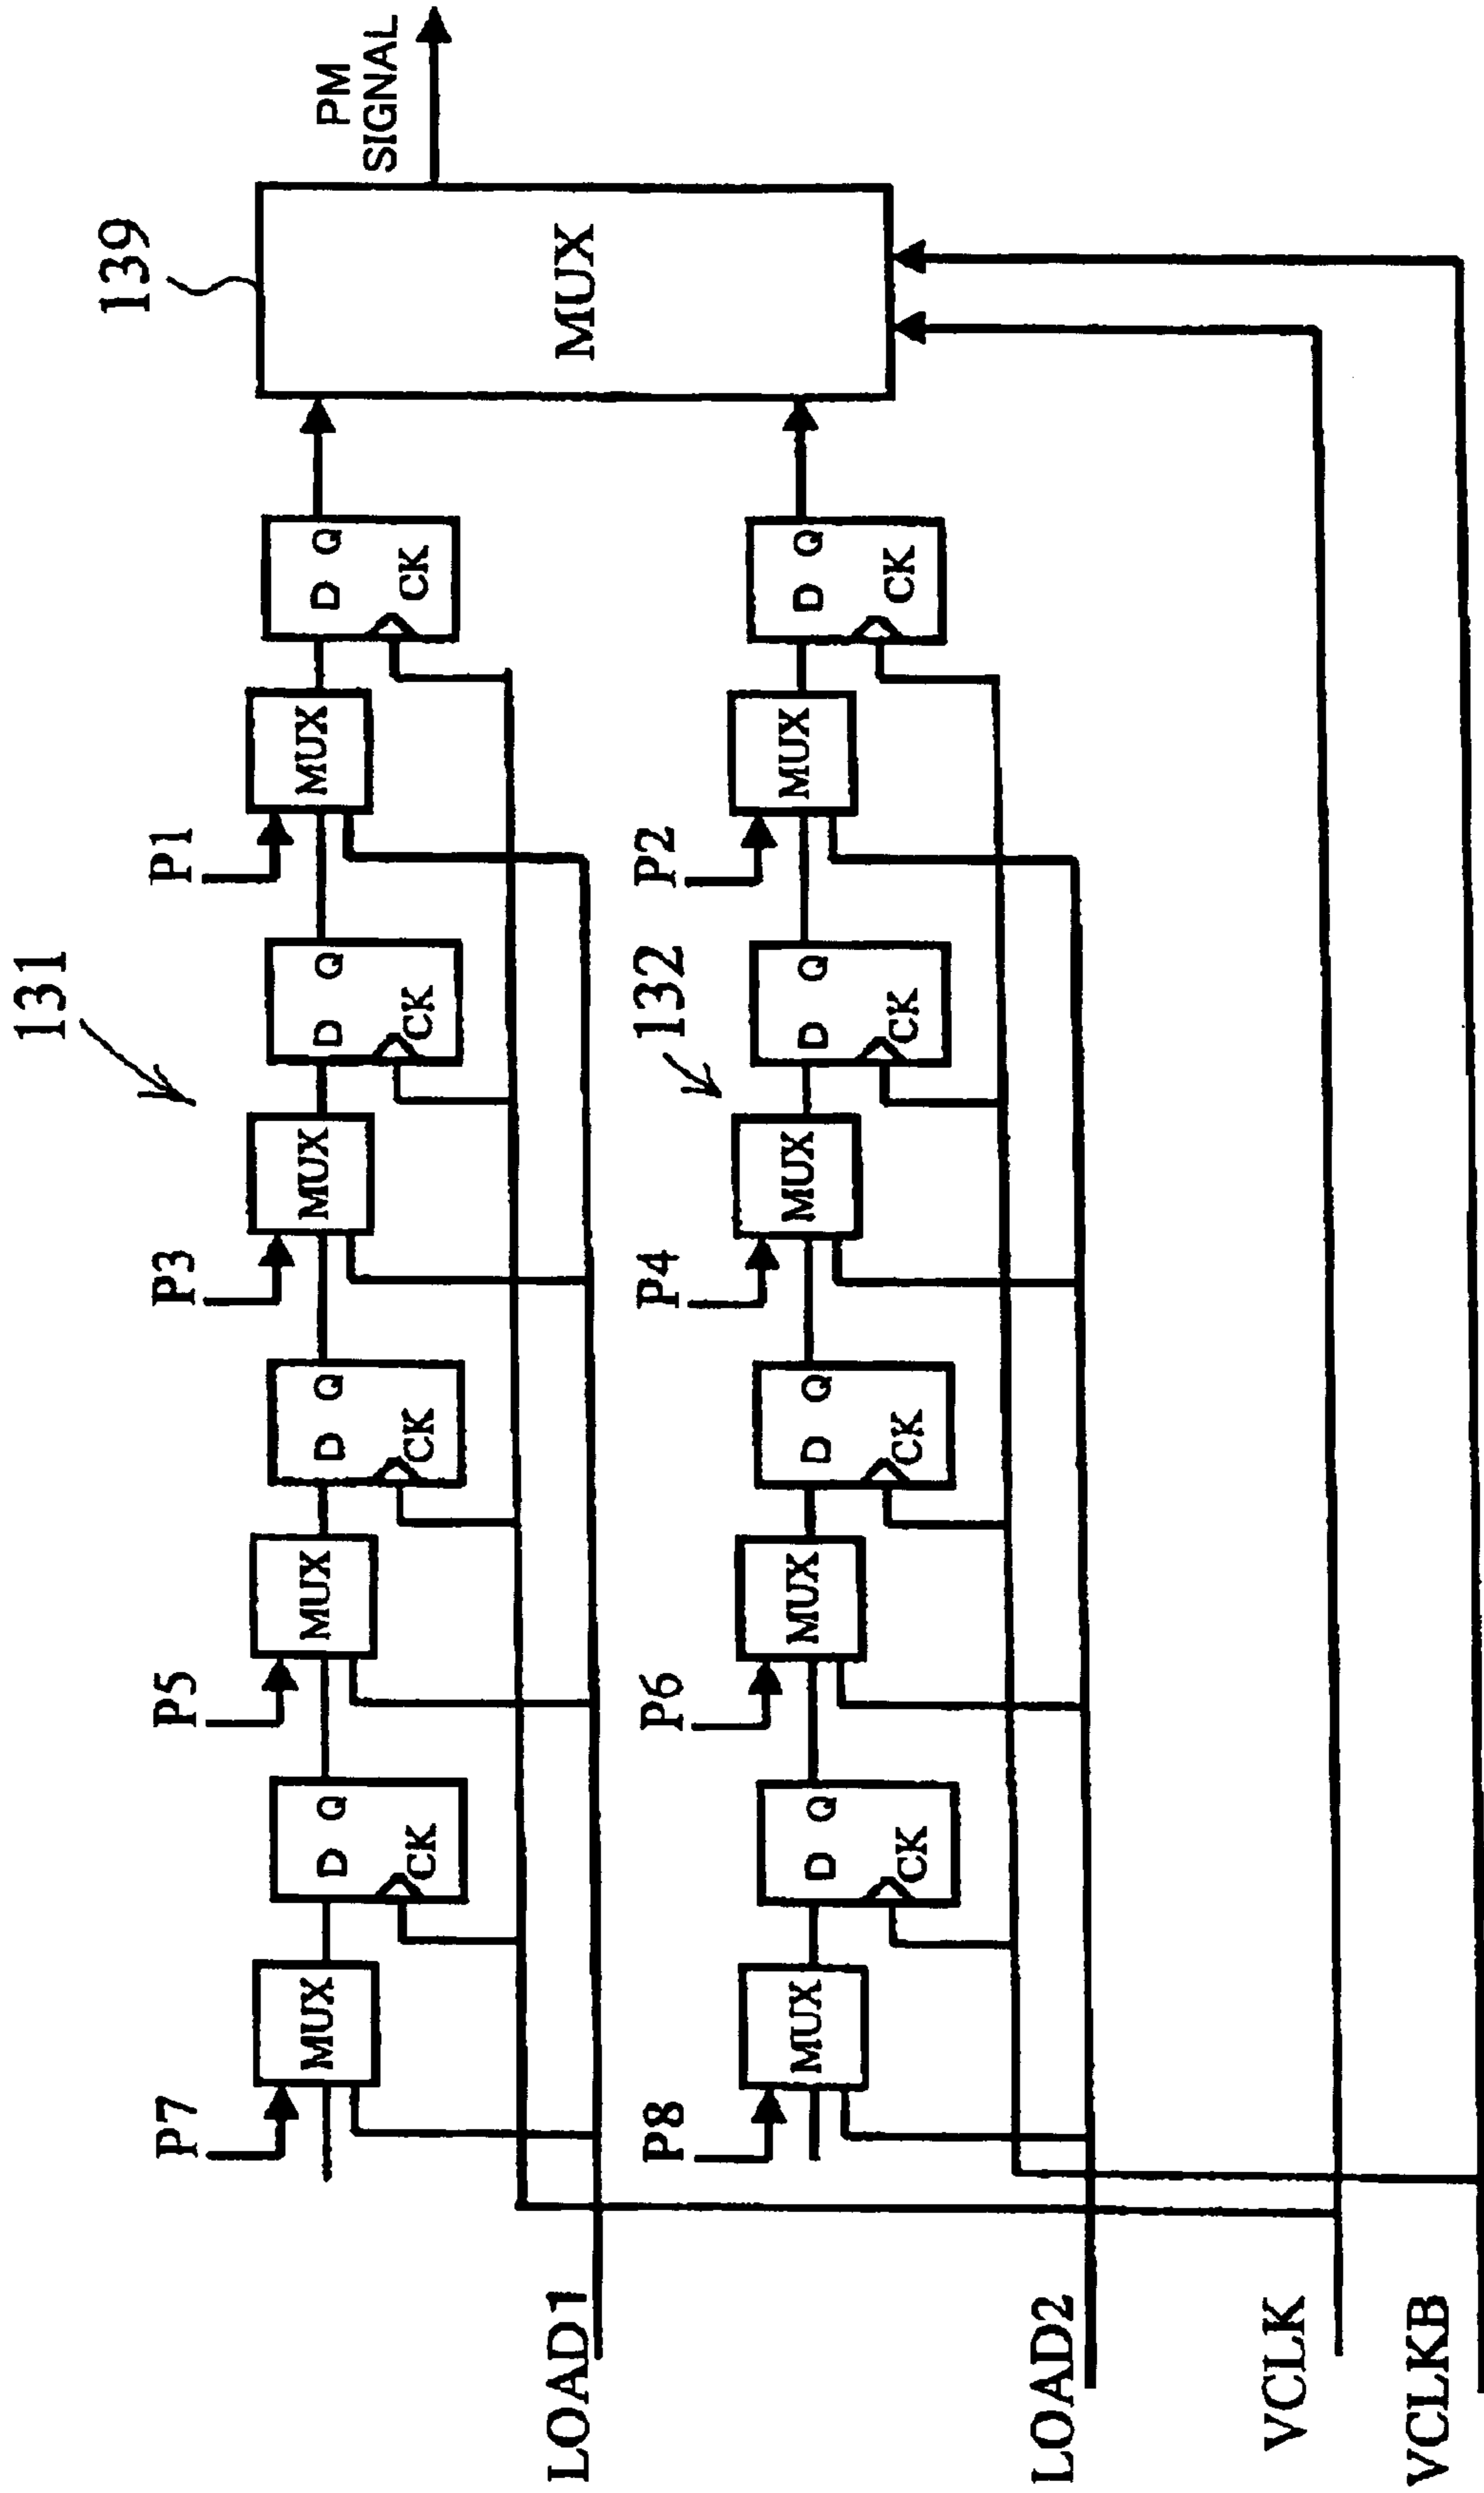 131
139
P7
P5
P3
P1
PM
SIGNAL
MUX
D Q
MUX
D Q
MUX
D Q
MUX
D Q
CK
CK
CK
CK
LOAD1
MUX
132
P8
P6
P4
P2
MUX
D Q
MUX
D Q
MUX
D Q
MUX
D Q
CK
CK
CK
CK
LOAD2
VCLK
VCLKB